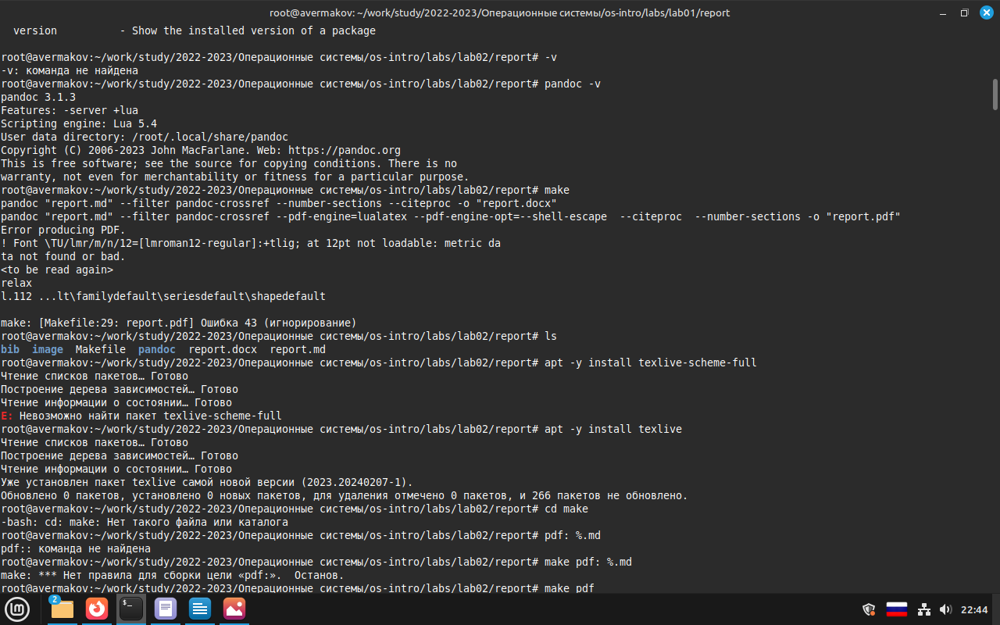 root@avermakov: ~/work/study/2022-2023/Операционные системы/os-intro/labs/lab01/report
version          - Show the installed version of a package
root@avermakov:~/work/study/2022-2023/Операционные системы/os-intro/labs/lab02/report# -v
-v: команда не найдена
root@avermakov:~/work/study/2022-2023/Операционные системы/os-intro/labs/lab02/report# pandoc -v
pandoc 3.1.3
Features: -server +lua
Scripting engine: Lua 5.4
User data directory: /root/.local/share/pandoc
Copyright (C) 2006-2023 John MacFarlane. Web: https://pandoc.org
This is free software; see the source for copying conditions. There is no
warranty, not even for merchantability or fitness for a particular purpose.
root@avermakov:~/work/study/2022-2023/Операционные системы/os-intro/labs/lab02/report# make
pandoc "report.md" --filter pandoc-crossref --number-sections --citeproc -o "report.docx"
pandoc "report.md" --filter pandoc-crossref --pdf-engine=lualatex --pdf-engine-opt=--shell-escape  --citeproc  --number-sections -o "report.pdf"
Error producing PDF.
! Font \TU/lmr/m/n/12=[lmroman12-regular]:+tlig; at 12pt not loadable: metric da
ta not found or bad.
<to be read again>
relax
l.112 ...lt\familydefault\seriesdefault\shapedefault
make: [Makefile:29: report.pdf] Ошибка 43 (игнорирование)
root@avermakov:~/work/study/2022-2023/Операционные системы/os-intro/labs/lab02/report# ls
bib  image  Makefile  pandoc  report.docx  report.md
root@avermakov:~/work/study/2022-2023/Операционные системы/os-intro/labs/lab02/report# apt -y install texlive-scheme-full
Чтение списков пакетов… Готово
Построение дерева зависимостей… Готово
Чтение информации о состоянии… Готово
E: Невозможно найти пакет texlive-scheme-full
root@avermakov:~/work/study/2022-2023/Операционные системы/os-intro/labs/lab02/report# apt -y install texlive
Чтение списков пакетов… Готово
Построение дерева зависимостей… Готово
Чтение информации о состоянии… Готово
Уже установлен пакет texlive самой новой версии (2023.20240207-1).
Обновлено 0 пакетов, установлено 0 новых пакетов, для удаления отмечено 0 пакетов, и 266 пакетов не обновлено.
root@avermakov:~/work/study/2022-2023/Операционные системы/os-intro/labs/lab02/report# cd make
-bash: cd: make: Нет такого файла или каталога
root@avermakov:~/work/study/2022-2023/Операционные системы/os-intro/labs/lab02/report# pdf: %.md
pdf:: команда не найдена
root@avermakov:~/work/study/2022-2023/Операционные системы/os-intro/labs/lab02/report# make pdf: %.md
make: *** Нет правила для сборки цели «pdf:».  Останов.
root@avermakov:~/work/study/2022-2023/Операционные системы/os-intro/labs/lab02/report# make pdf
2
$_
22:44